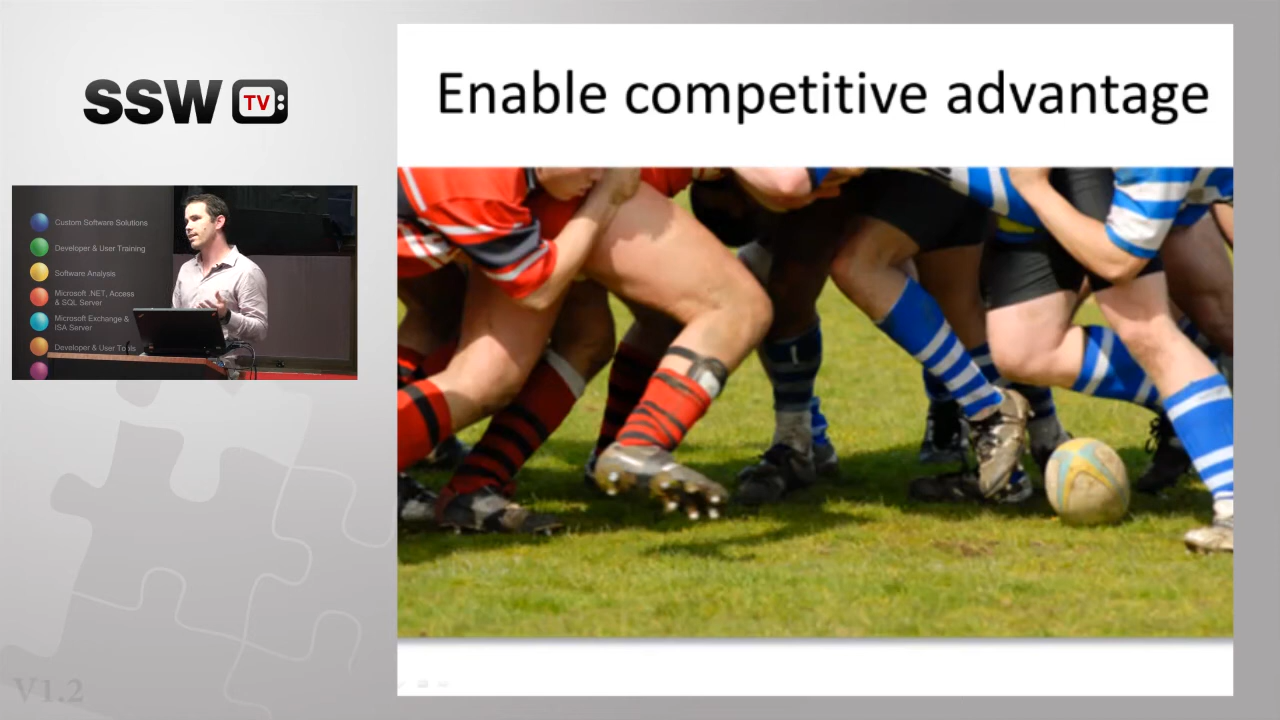 SSW TV
Enable competitive advantage
Custom Software Solutions
Developer & User Training
Software Analysis
Microsoft .NET, Access
& SQL Server
Microsoft Exchange &
ISA Server
Developer & User Tools
V1.2